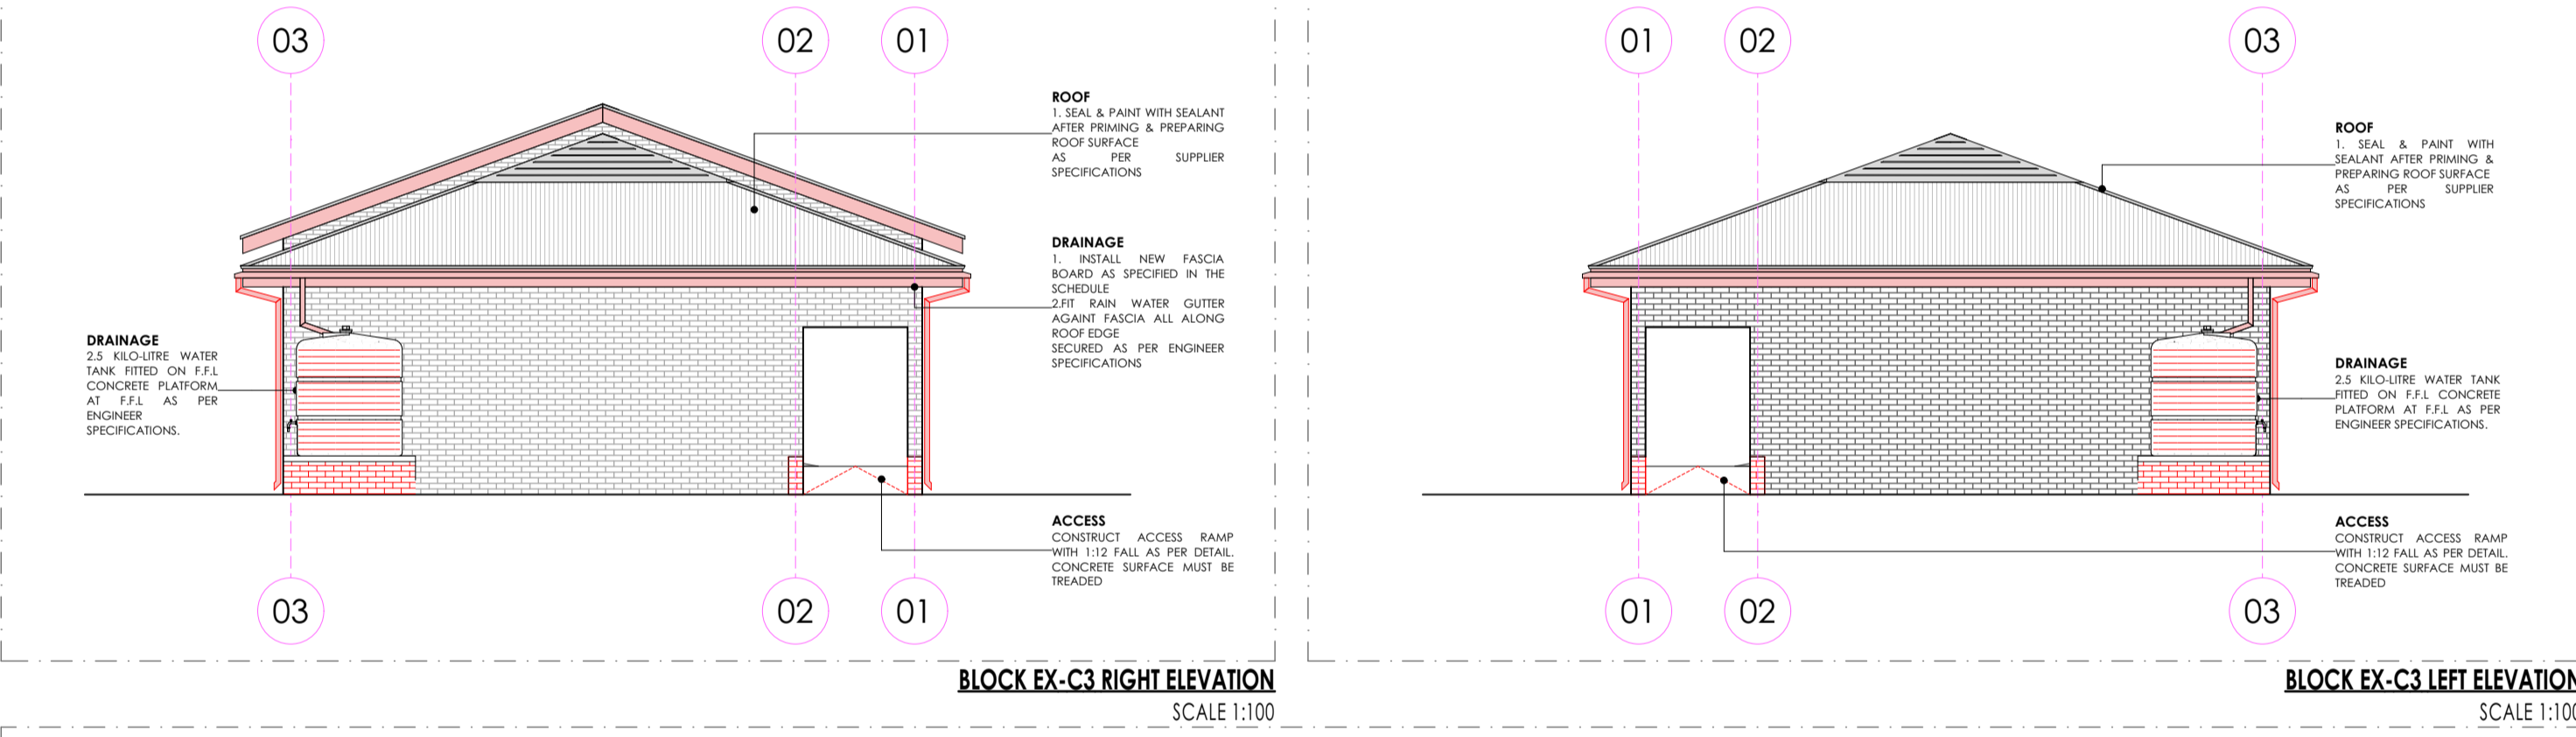 03
02
01
ROOF
1. SEAL & PAINT WITH SEALANT
AFTER PRIMING & PREPARING
ROOF SURFACE
AS PER SUPPLIER
SPECIFICATIONS
DRAINAGE
1. INSTALL NEW FASCIA
BOARD AS SPECIFIED IN THE
SCHEDULE
2.FIT RAIN WATER GUTTER
AGAINT FASCIA ALL ALONG
ROOF EDGE
SECURED AS PER ENGINEER
SPECIFICATIONS
DRAINAGE
2.5 KILO-LITRE WATER
TANK FITTED ON F.F.L
CONCRETE PLATFORM
AT F.F.L AS PER
ENGINEER
SPECIFICATIONS.
ACCESS
CONSTRUCT ACCESS RAMP
WITH 1:12 FALL AS PER DETAIL.
CONCRETE SURFACE MUST BE
TREADED
03
02
01
BLOCK EX-C3 RIGHT ELEVATION
SCALE 1:100
01
02
03
ROOF
1. SEAL & PAINT WITH
SEALANT AFTER PRIMING &
PREPARING ROOF SURFACE
AS PER SUPPLIER
SPECIFICATIONS
DRAINAGE
2.5 KILO-LITRE WATER TANK
FITTED ON F.F.L CONCRETE
PLATFORM AT F.F.L AS PER
ENGINEER SPECIFICATIONS.
ACCESS
CONSTRUCT ACCESS RAMP
WITH 1:12 FALL AS PER DETAIL.
CONCRETE SURFACE MUST BE
TREADED
01
02
03
BLOCK EX-C3 LEFT ELEVATION
SCALE 1:100